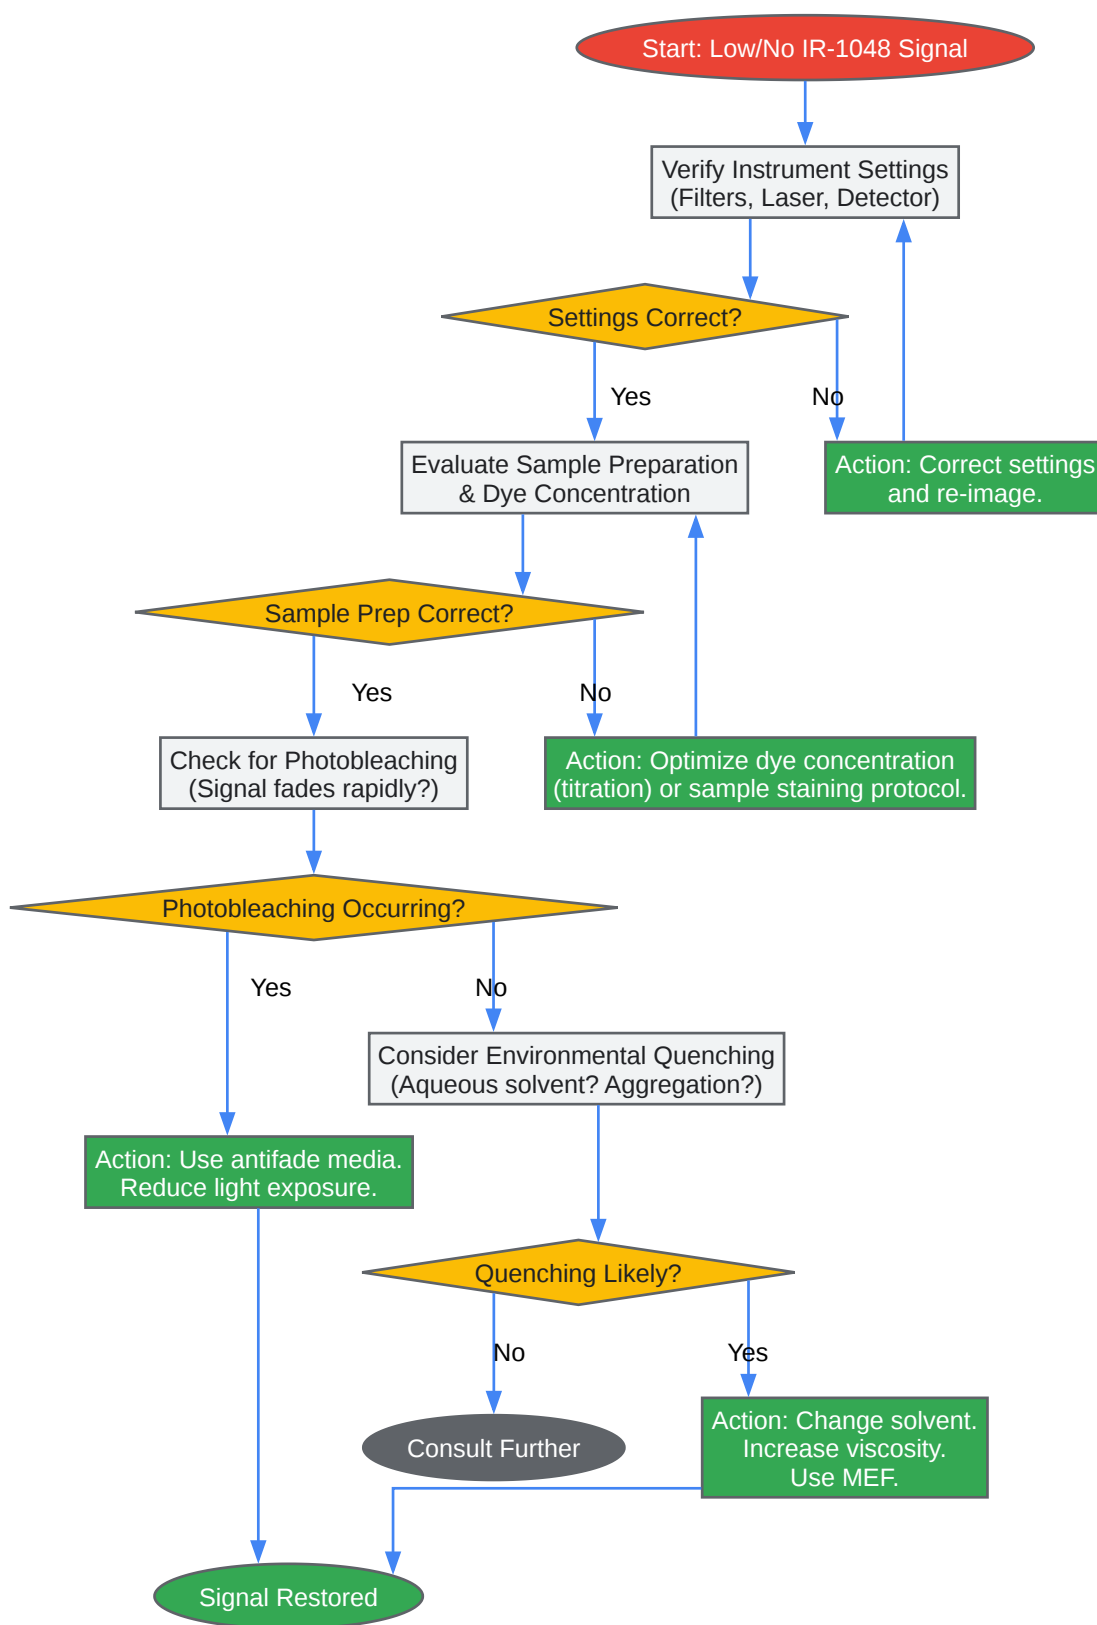 Start: Low/No IR-1048 Signal
Verify Instrument Settings
(Filters, Laser, Detector)
Settings Correct?
Yes
No
Evaluate Sample Preparation
& Dye Concentration
Action: Correct settings
and re-image.
Sample Prep Correct?
Yes
No
Check for Photobleaching
(Signal fades rapidly?)
Action: Optimize dye concentration
(titration) or sample staining protocol.
Photobleaching Occurring?
Yes
No
Consider Environmental Quenching
(Aqueous solvent? Aggregation?)
Action: Use antifade media.
Reduce light exposure.
Quenching Likely?
No
Yes
Consult Further
Action: Change solvent.
Increase viscosity.
Use MEF.
Signal Restored